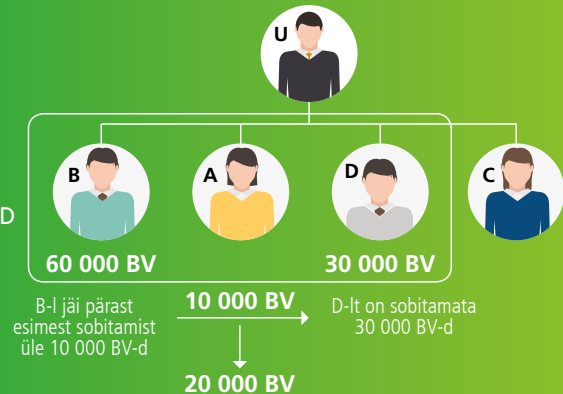 U
B
A
D
C
D
60 000 BV
30 000 BV
B-l jäi pärast
esimest sobitamist
üle 10 000 BV-d
10 000 BV
D-lt on sobitamata
30 000 BV-d
20 000 BV